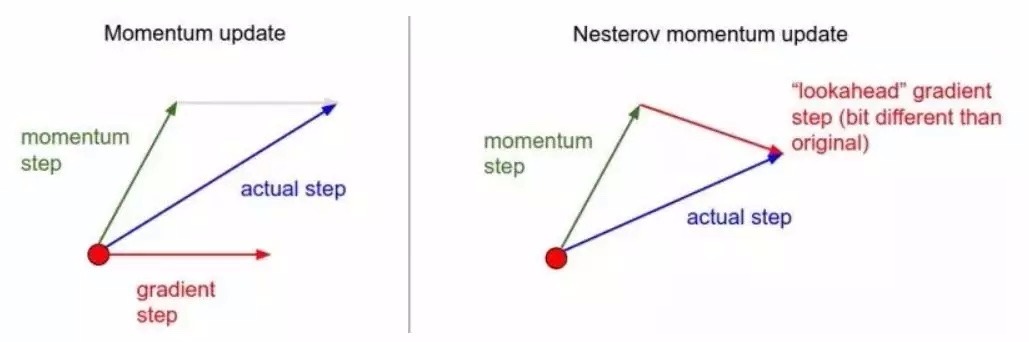 Momentum update
momentum
step
actual step
gradient
step
Nesterov momentum update
"lookahead" gradient
step (bit different than
original)
momentum
step
actual step